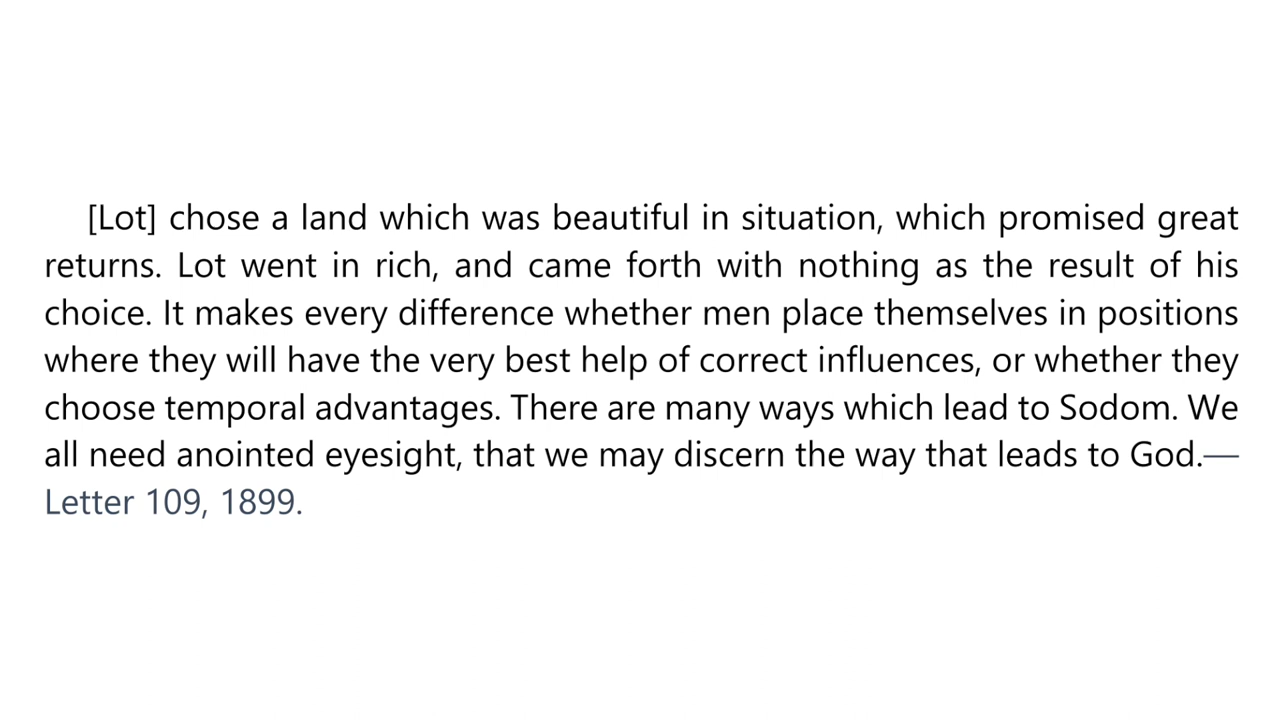 [Lot] chose a land which was beautiful in situation, which promised great
returns. Lot went in rich, and came forth with nothing as the result of his
choice. It makes every difference whether men place themselves in positions
where they will have the very best help of correct influences, or whether they
choose temporal advantages. There are many ways which lead to Sodom. We
all need anointed eyesight, that we may discern the way that leads to God.—
Letter 109, 1899.